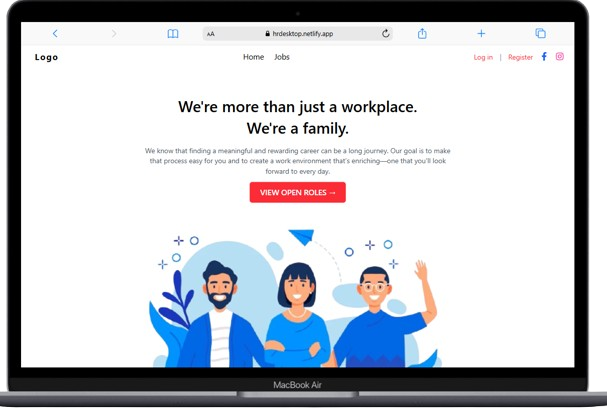 AA
hrdesktop.netlify.app
Logo
Home
Jobs
Log in | Register
We're more than just a workplace.
We're a family.
We know that finding a meaningful and rewarding career can be a long journey. Our goal is to make
that process easy for you and to create a work environment that's enriching—one that you'll look
forward to every day.
VIEW OPEN ROLES →
MacBook Air